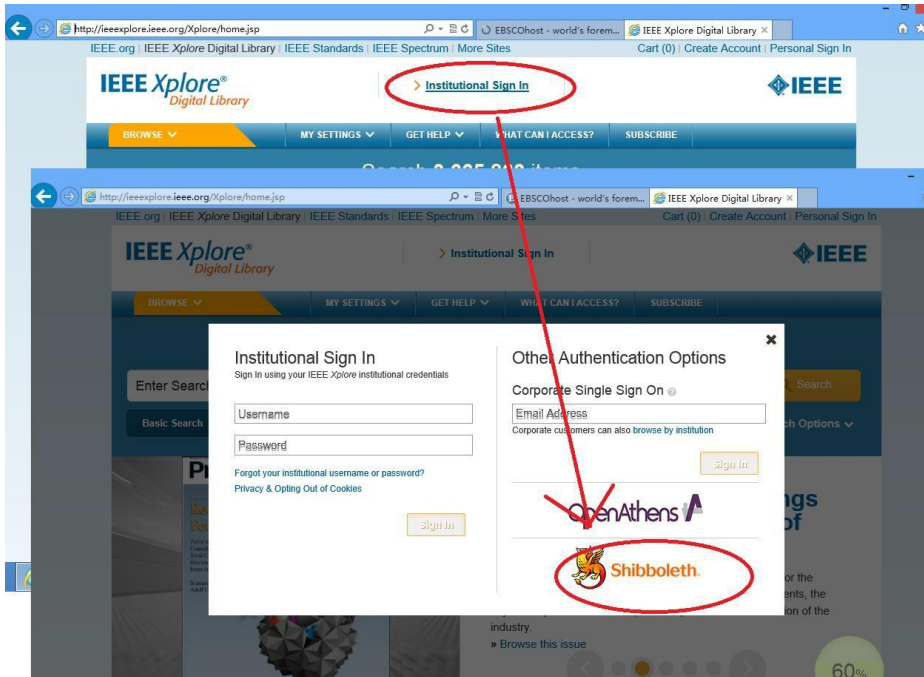 http://ieeexplore.ieee.org/Xplore/home.jsp
EBSCOhost - world's forem...
IEEE Xplore Digital Library
IEEE.org | IEEE Xplore Digital Library | IEEE Standards | IEEE Spectrum | More Sites
Cart (0) | Create Account | Personal Sign In
IEEE Xplore®
Digital Library
> Institutional Sign In
IEEE
BROWSE
MY SETTINGS
GET HELP
WHAT CAN I ACCESS?
SUBSCRIBE
http://ieeexplore.ieee.org/Xplore/home.jsp
EBSCOhost - world's forem...
IEEE Xplore Digital Library
IEEE.org | IEEE Xplore Digital Library | IEEE Standards | IEEE Spectrum | More Sites
Cart (0) | Create Account | Personal Sign In
IEEE Xplore®
Digital Library
> Institutional Sign In
IEEE
BROWSE
MY SETTINGS
GET HELP
WHAT CAN I ACCESS?
SUBSCRIBE
Enter Search
Search
Basic Search
Options
Institutional Sign In
Sign In using your IEEE Xplore institutional credentials
Username
Password
Forgot your institutional username or password?
Privacy & Opting Out of Cookies
Sign In
Other Authentication Options
Corporate Single Sign On
Email Address
Corporate customers can also browse by institution
Sign In
OpenAthens
Shibboleth.
of
or the
the
ion of the
industry.
» Browse this issue
60%